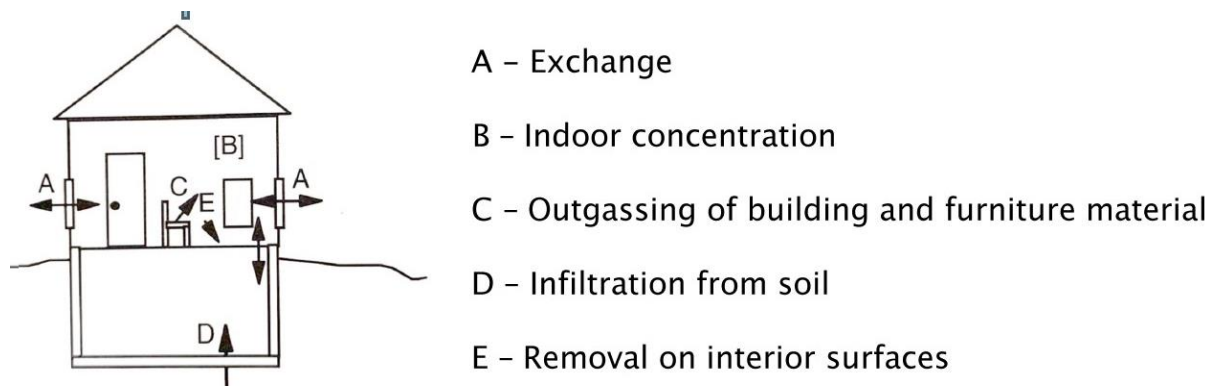 [B]
A
C
A
E
D
A – Exchange
B – Indoor concentration
C – Outgassing of building and furniture material
D – Infiltration from soil
E – Removal on interior surfaces